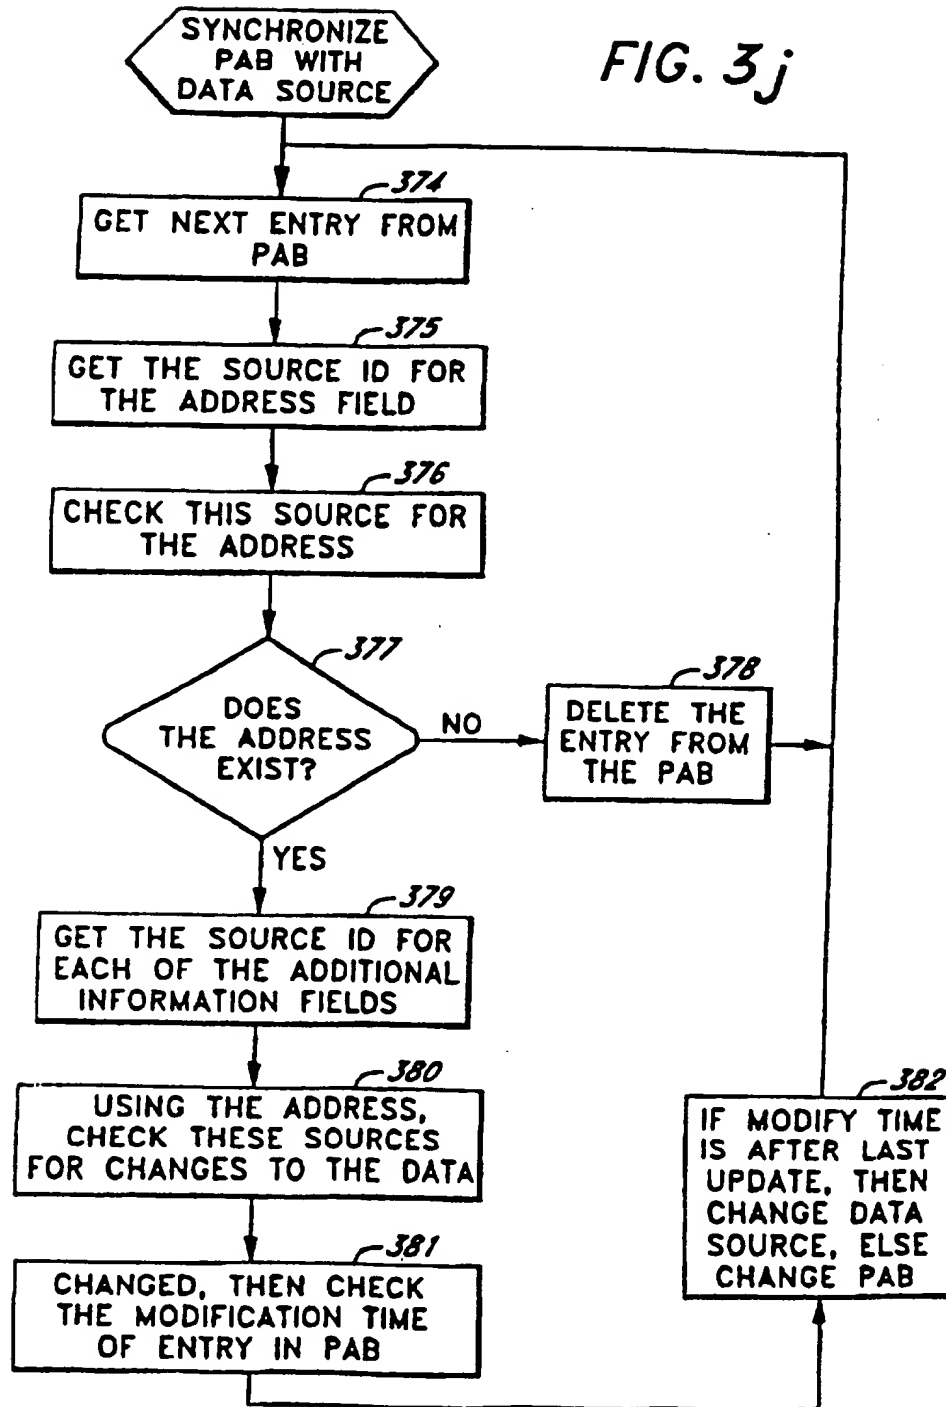 SYNCHRONIZE
PAB WITH
DATA SOURCE
FIG. 3j
374
GET NEXT ENTRY FROM
PAB
375
GET THE SOURCE ID FOR
THE ADDRESS FIELD
376
CHECK THIS SOURCE FOR
THE ADDRESS
377
DOES
THE ADDRESS
EXIST?
NO
378
DELETE THE
ENTRY FROM
THE PAB
YES
379
GET THE SOURCE ID FOR
EACH OF THE ADDITIONAL
INFORMATION FIELDS
380
USING THE ADDRESS,
CHECK THESE SOURCES
FOR CHANGES TO THE DATA
381
CHANGED, THEN CHECK
THE MODIFICATION TIME
OF ENTRY IN PAB
382
IF MODIFY TIME
IS AFTER LAST
UPDATE, THEN
CHANGE DATA
SOURCE, ELSE
CHANGE PAB